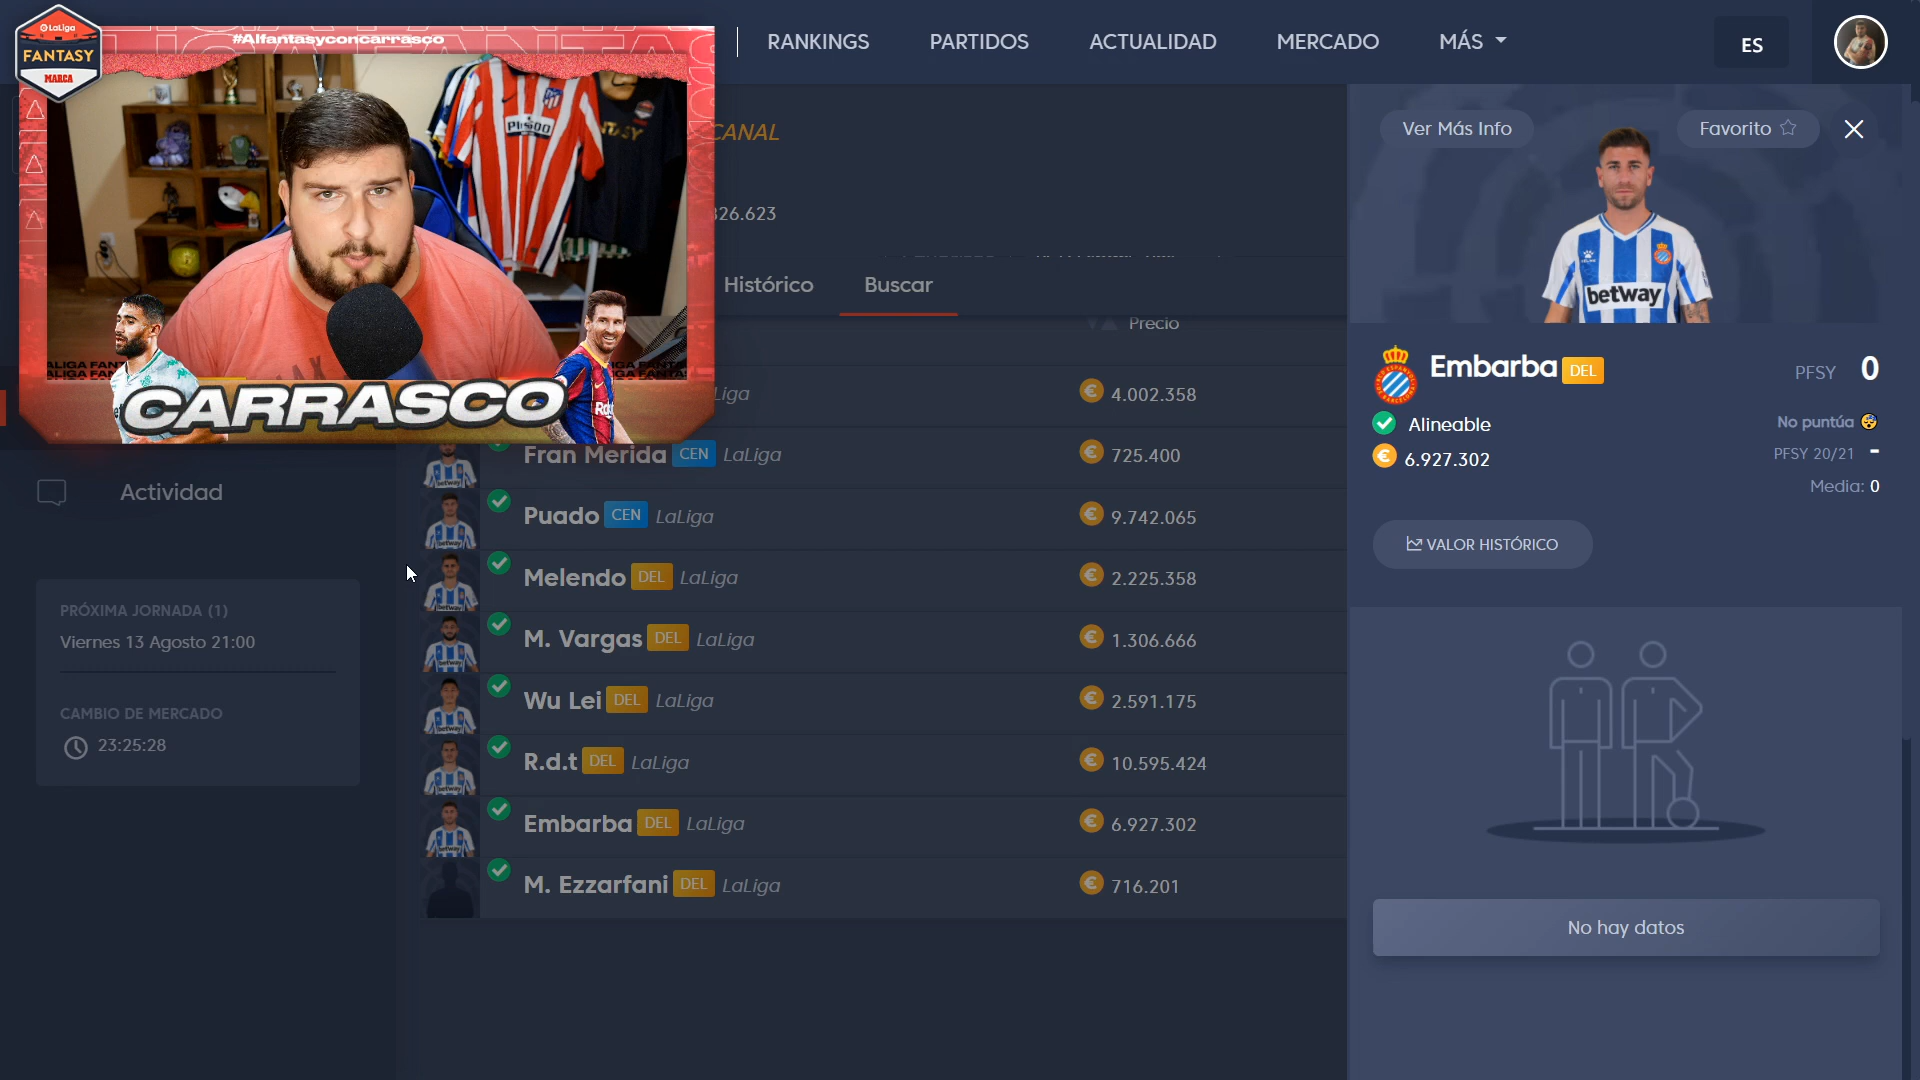 LaLiga
FANTASY
MARCA
#Alfantasyconcarrasco
RANKINGS
PARTIDOS
ACTUALIDAD
MERCADO
MÁS
ES
CANAL
326.623
Histórico
Buscar
Precio
Plus500
CARRASCO
Liga
4.002.358
Fran Mérida CEN LaLiga
725.400
Puado CEN LaLiga
9.742.065
Melendo DEL LaLiga
2.225.358
M. Vargas DEL LaLiga
1.306.666
Wu Lei DEL LaLiga
2.591.175
R.d.t DEL LaLiga
10.595.424
Embarba DEL LaLiga
6.927.302
M. Ezzarfani DEL LaLiga
716.201
Actividad
PRÓXIMA JORNADA (1)
Viernes 13 Agosto 21:00
CAMBIO DE MERCADO
23:25:28
Ver Más Info
Favorito
betway
Embarba DEL
PFSY 0
Alineable
No puntúa
6.927.302
PFSY 20/21 -
Media: 0
VALOR HISTÓRICO
No hay datos